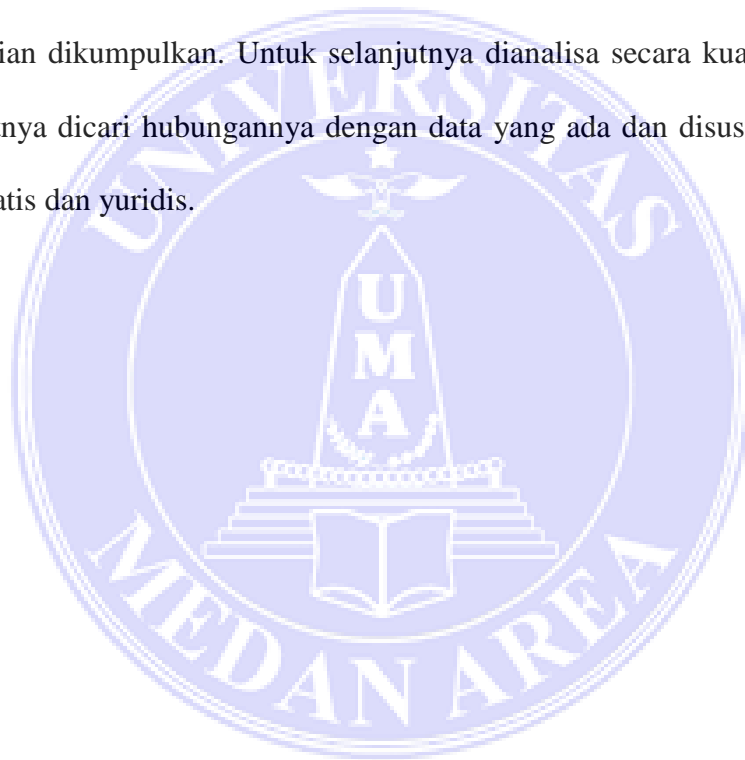 ian dikumpulkan. Untuk selanjutnya dianalisa secara kua
nya dicari hubungannya dengan data yang ada dan disus
atis dan yuridis.
UNIVERSITAS
U
M
A
MEDAN AREA